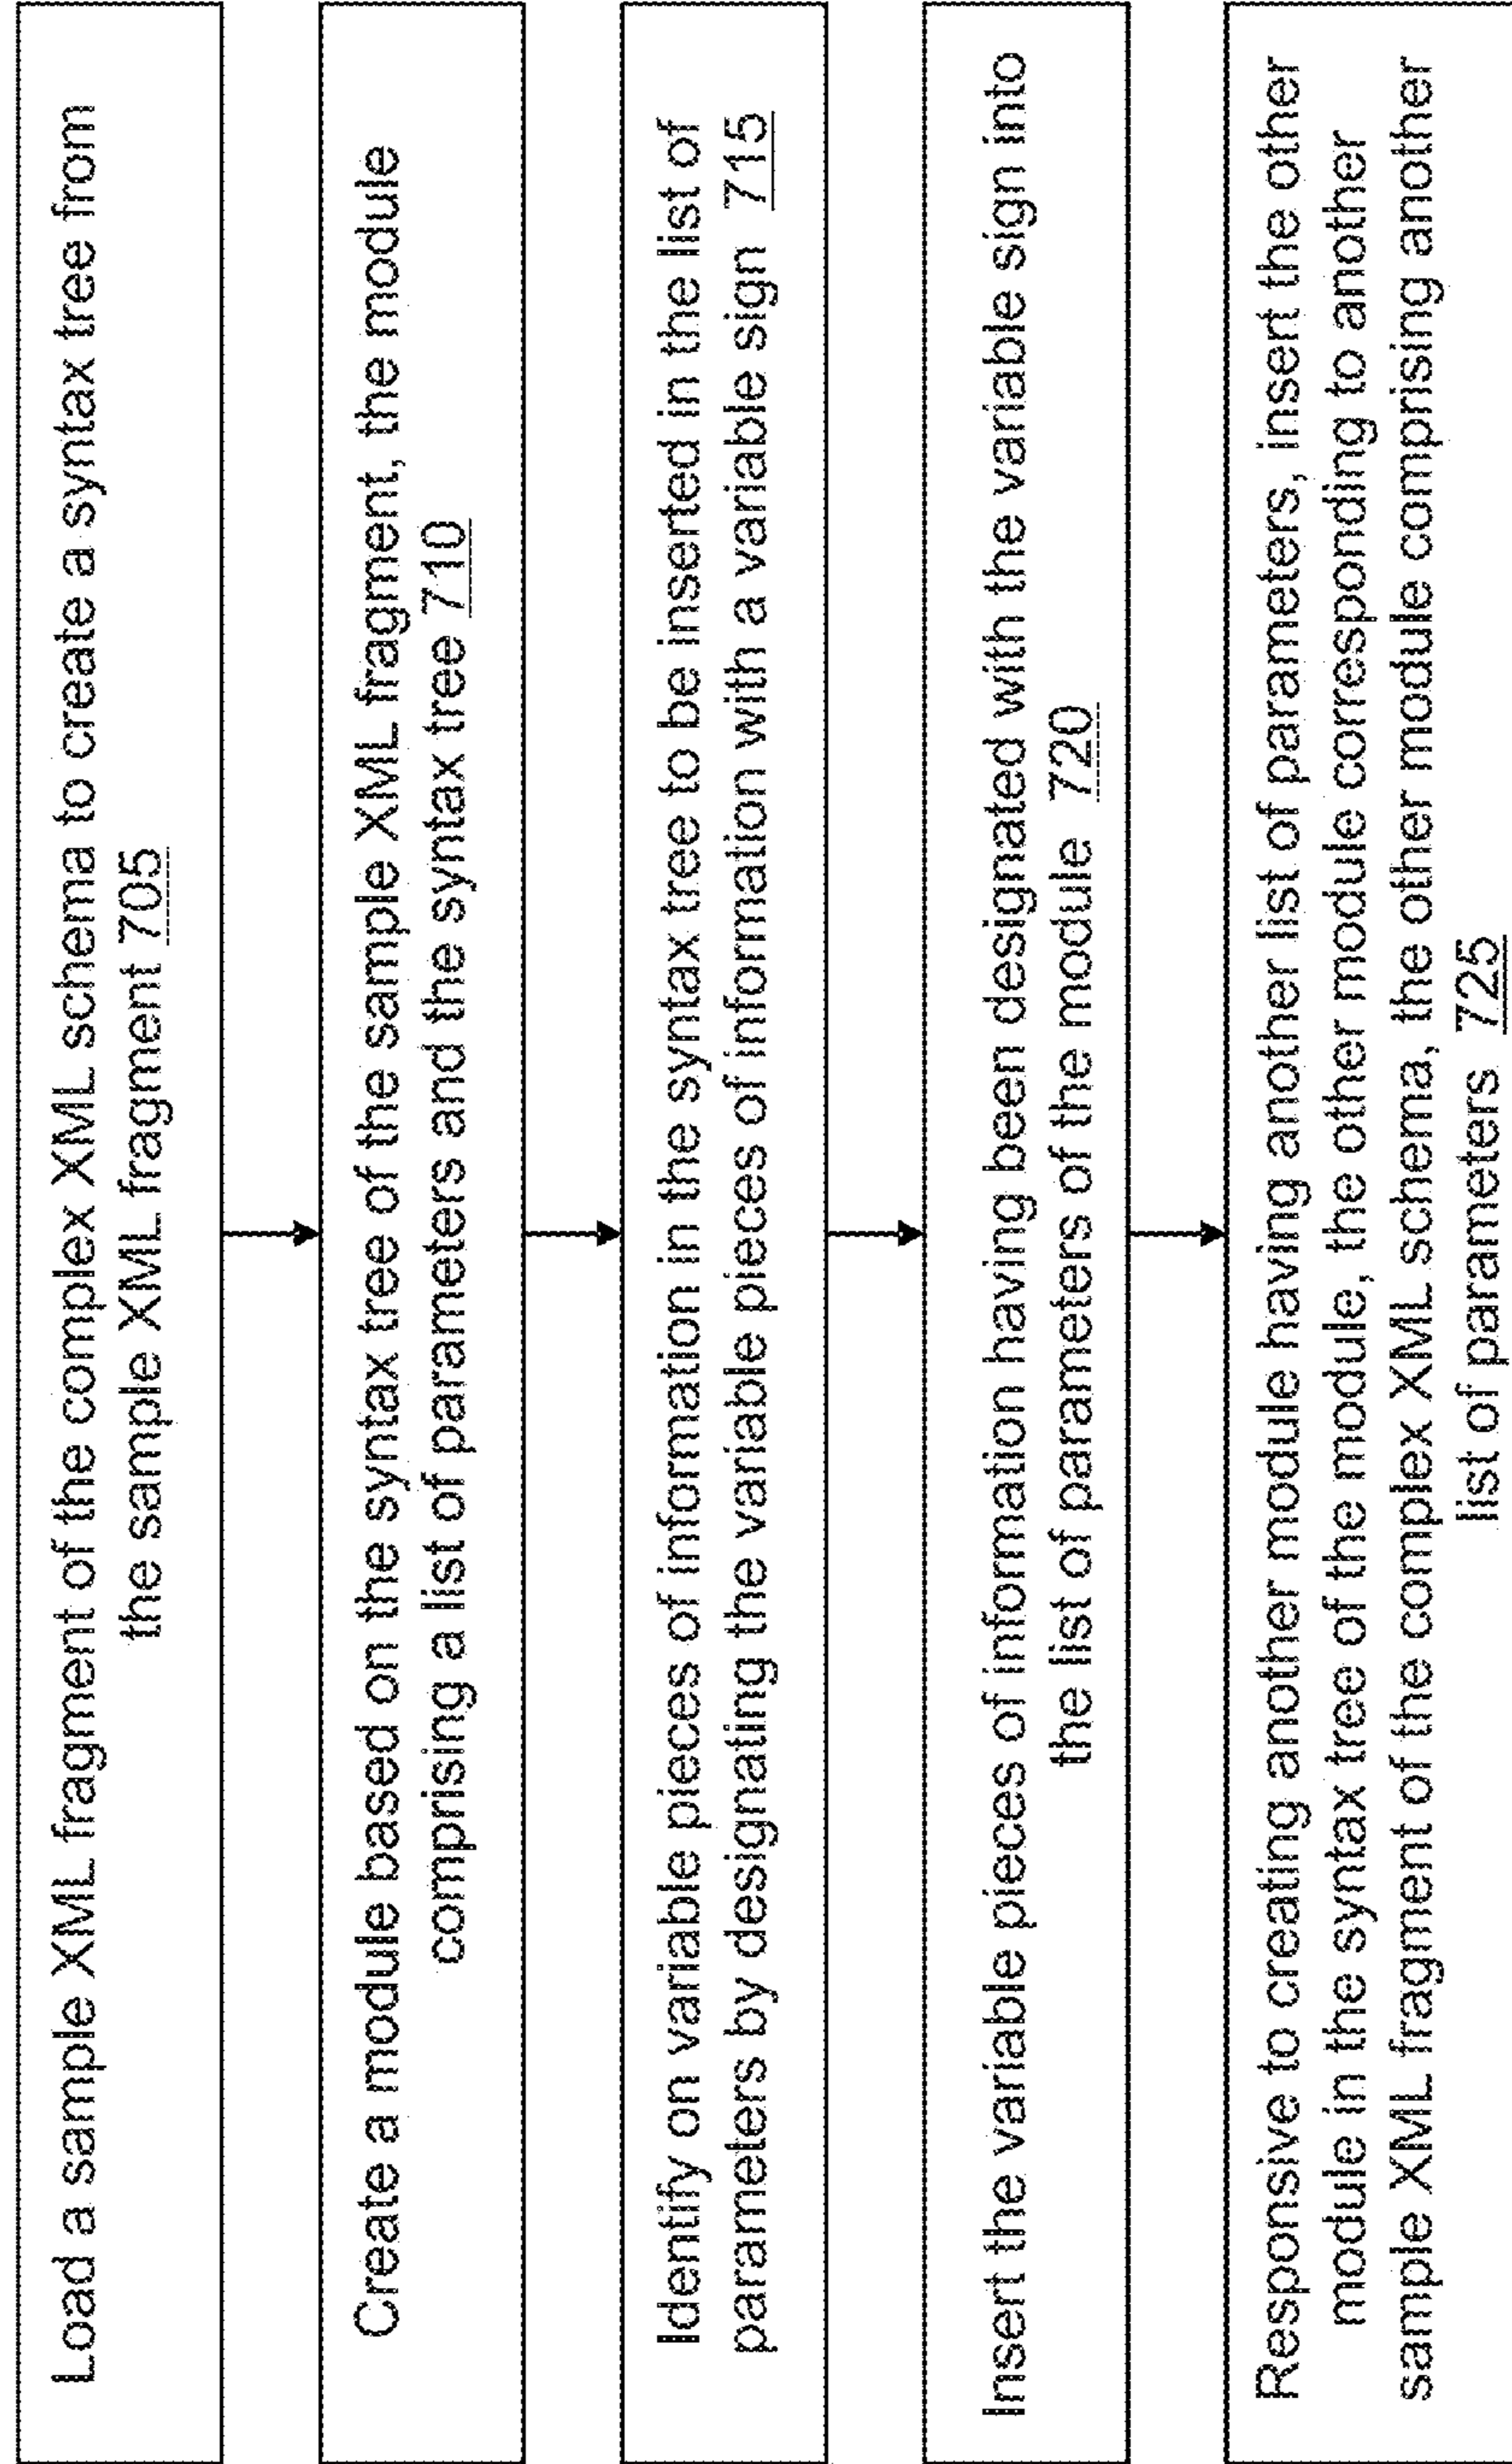 Load a sample XML fragment of the complex XML schema to create a syntax tree from
the sample XML fragment 705
Create a module based on the syntax tree of the sample XML fragment, the module
comprising a list of parameters and the syntax tree 710
Identify on variable pieces of information in the syntax tree to be inserted in the list of
parameters by designating the variable pieces of information with a variable sign 715
Insert the variable pieces of information having been designated with the variable sign into
the list of parameters of the module 720
Responsive to creating another module having another list of parameters, insert the other
module in the syntax tree of the module, the other module corresponding to another
sample XML fragment of the complex XML schema, the other module comprising another
list of parameters 725